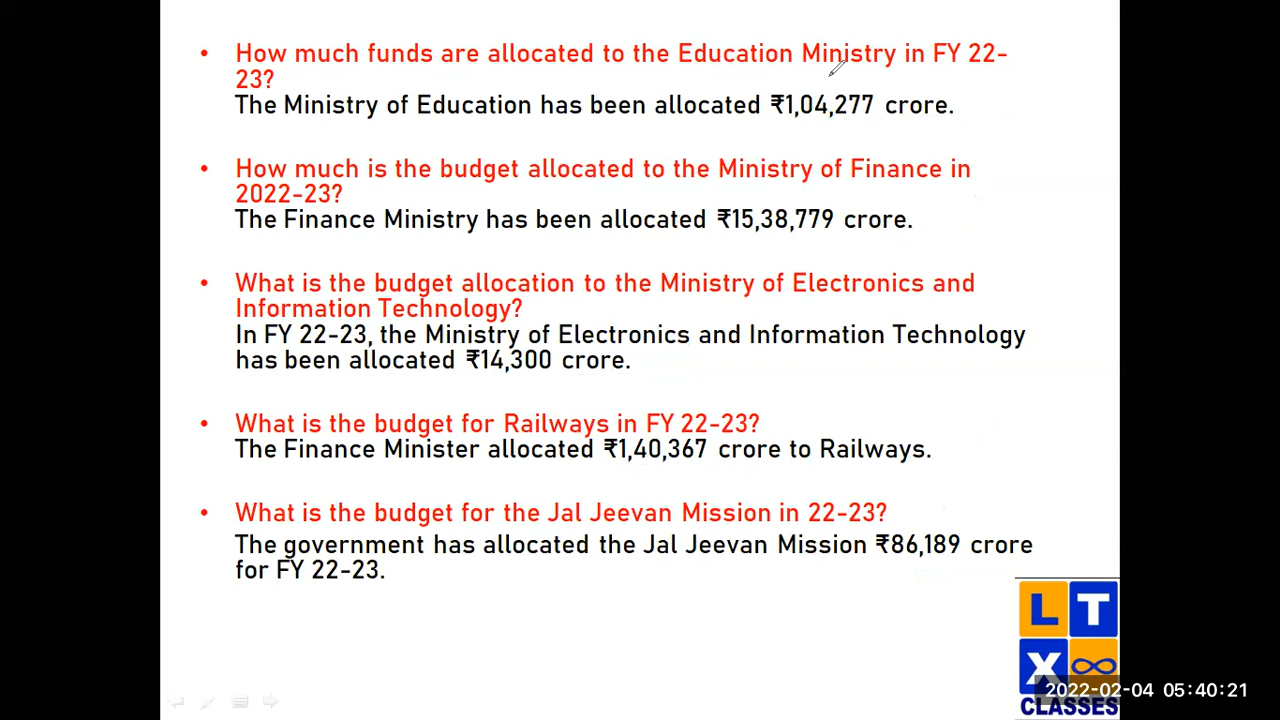 • How much funds are allocated to the Education Ministry in FY 22-
23?
The Ministry of Education has been allocated ₹1,04,277 crore.
• How much is the budget allocated to the Ministry of Finance in
2022-23?
The Finance Ministry has been allocated ₹15,38,779 crore.
• What is the budget allocation to the Ministry of Electronics and
Information Technology?
In FY 22-23, the Ministry of Electronics and Information Technology
has been allocated ₹14,300 crore.
• What is the budget for Railways in FY 22-23?
The Finance Minister allocated ₹1,40,367 crore to Railways.
• What is the budget for the Jal Jeevan Mission in 22-23?
The government has allocated the Jal Jeevan Mission ₹86,189 crore
for FY 22-23.
L T
X ∞
2022-02-04 05:40:21
CLASSES